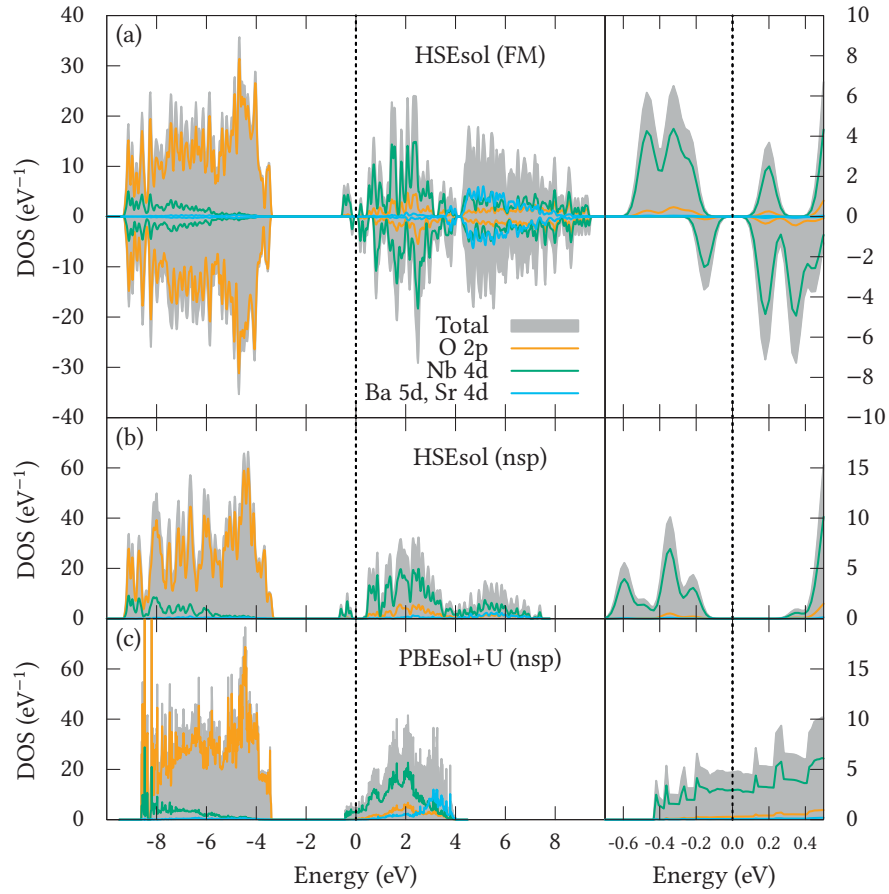 (a)
HSEsol (FM)
40
30
20
10
0
-10
-20
-30
-40
DOS (eV⁻¹)
10
8
6
4
2
0
−2
−4
−6
−8
−10
Total
O 2p
Nb 4d
Ba 5d, Sr 4d
(b)
HSEsol (nsp)
60
40
20
0
DOS (eV⁻¹)
15
10
5
0
(c)
PBEsol+U (nsp)
60
40
20
0
DOS (eV⁻¹)
15
10
5
0
-8 -6 -4 -2 0 2 4 6 8
-0.6 -0.4 -0.2 0.0 0.2 0.4
Energy (eV)
Energy (eV)